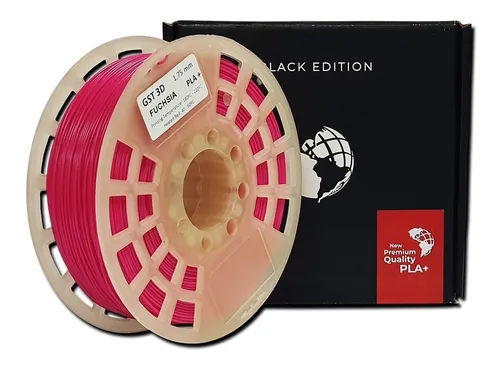 GST 3D
1.75 mm
FUCHSIA
PLA+
LACK EDITION
New
Premium
Quality
PLA+